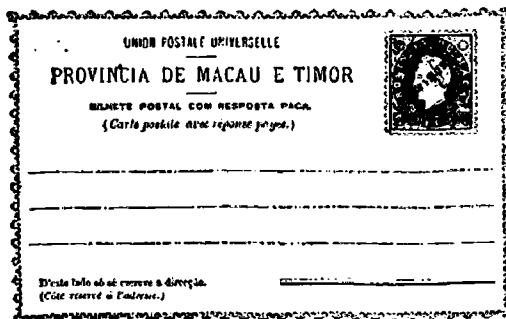 UNION POSTALE UNIVERSELLE
PROVINCIA DE MACAU E TIMOR
BILHETE POSTAL COM RESPOSTA PAGA.
(Carte postale avec réponse payée.)
D'este lado só se escreve a direcção.
(Côté réservé à l'adresse.)